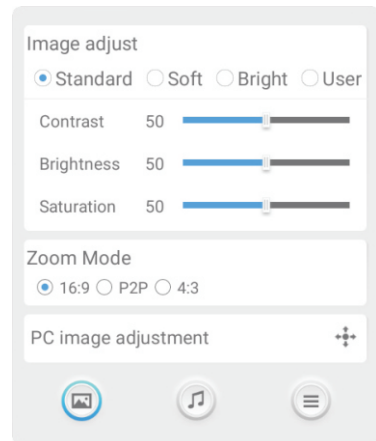 Image adjust
Standard Soft Bright User
Contrast 50
Brightness 50
Saturation 50
Zoom Mode
16:9 P2P 4:3
PC image adjustment